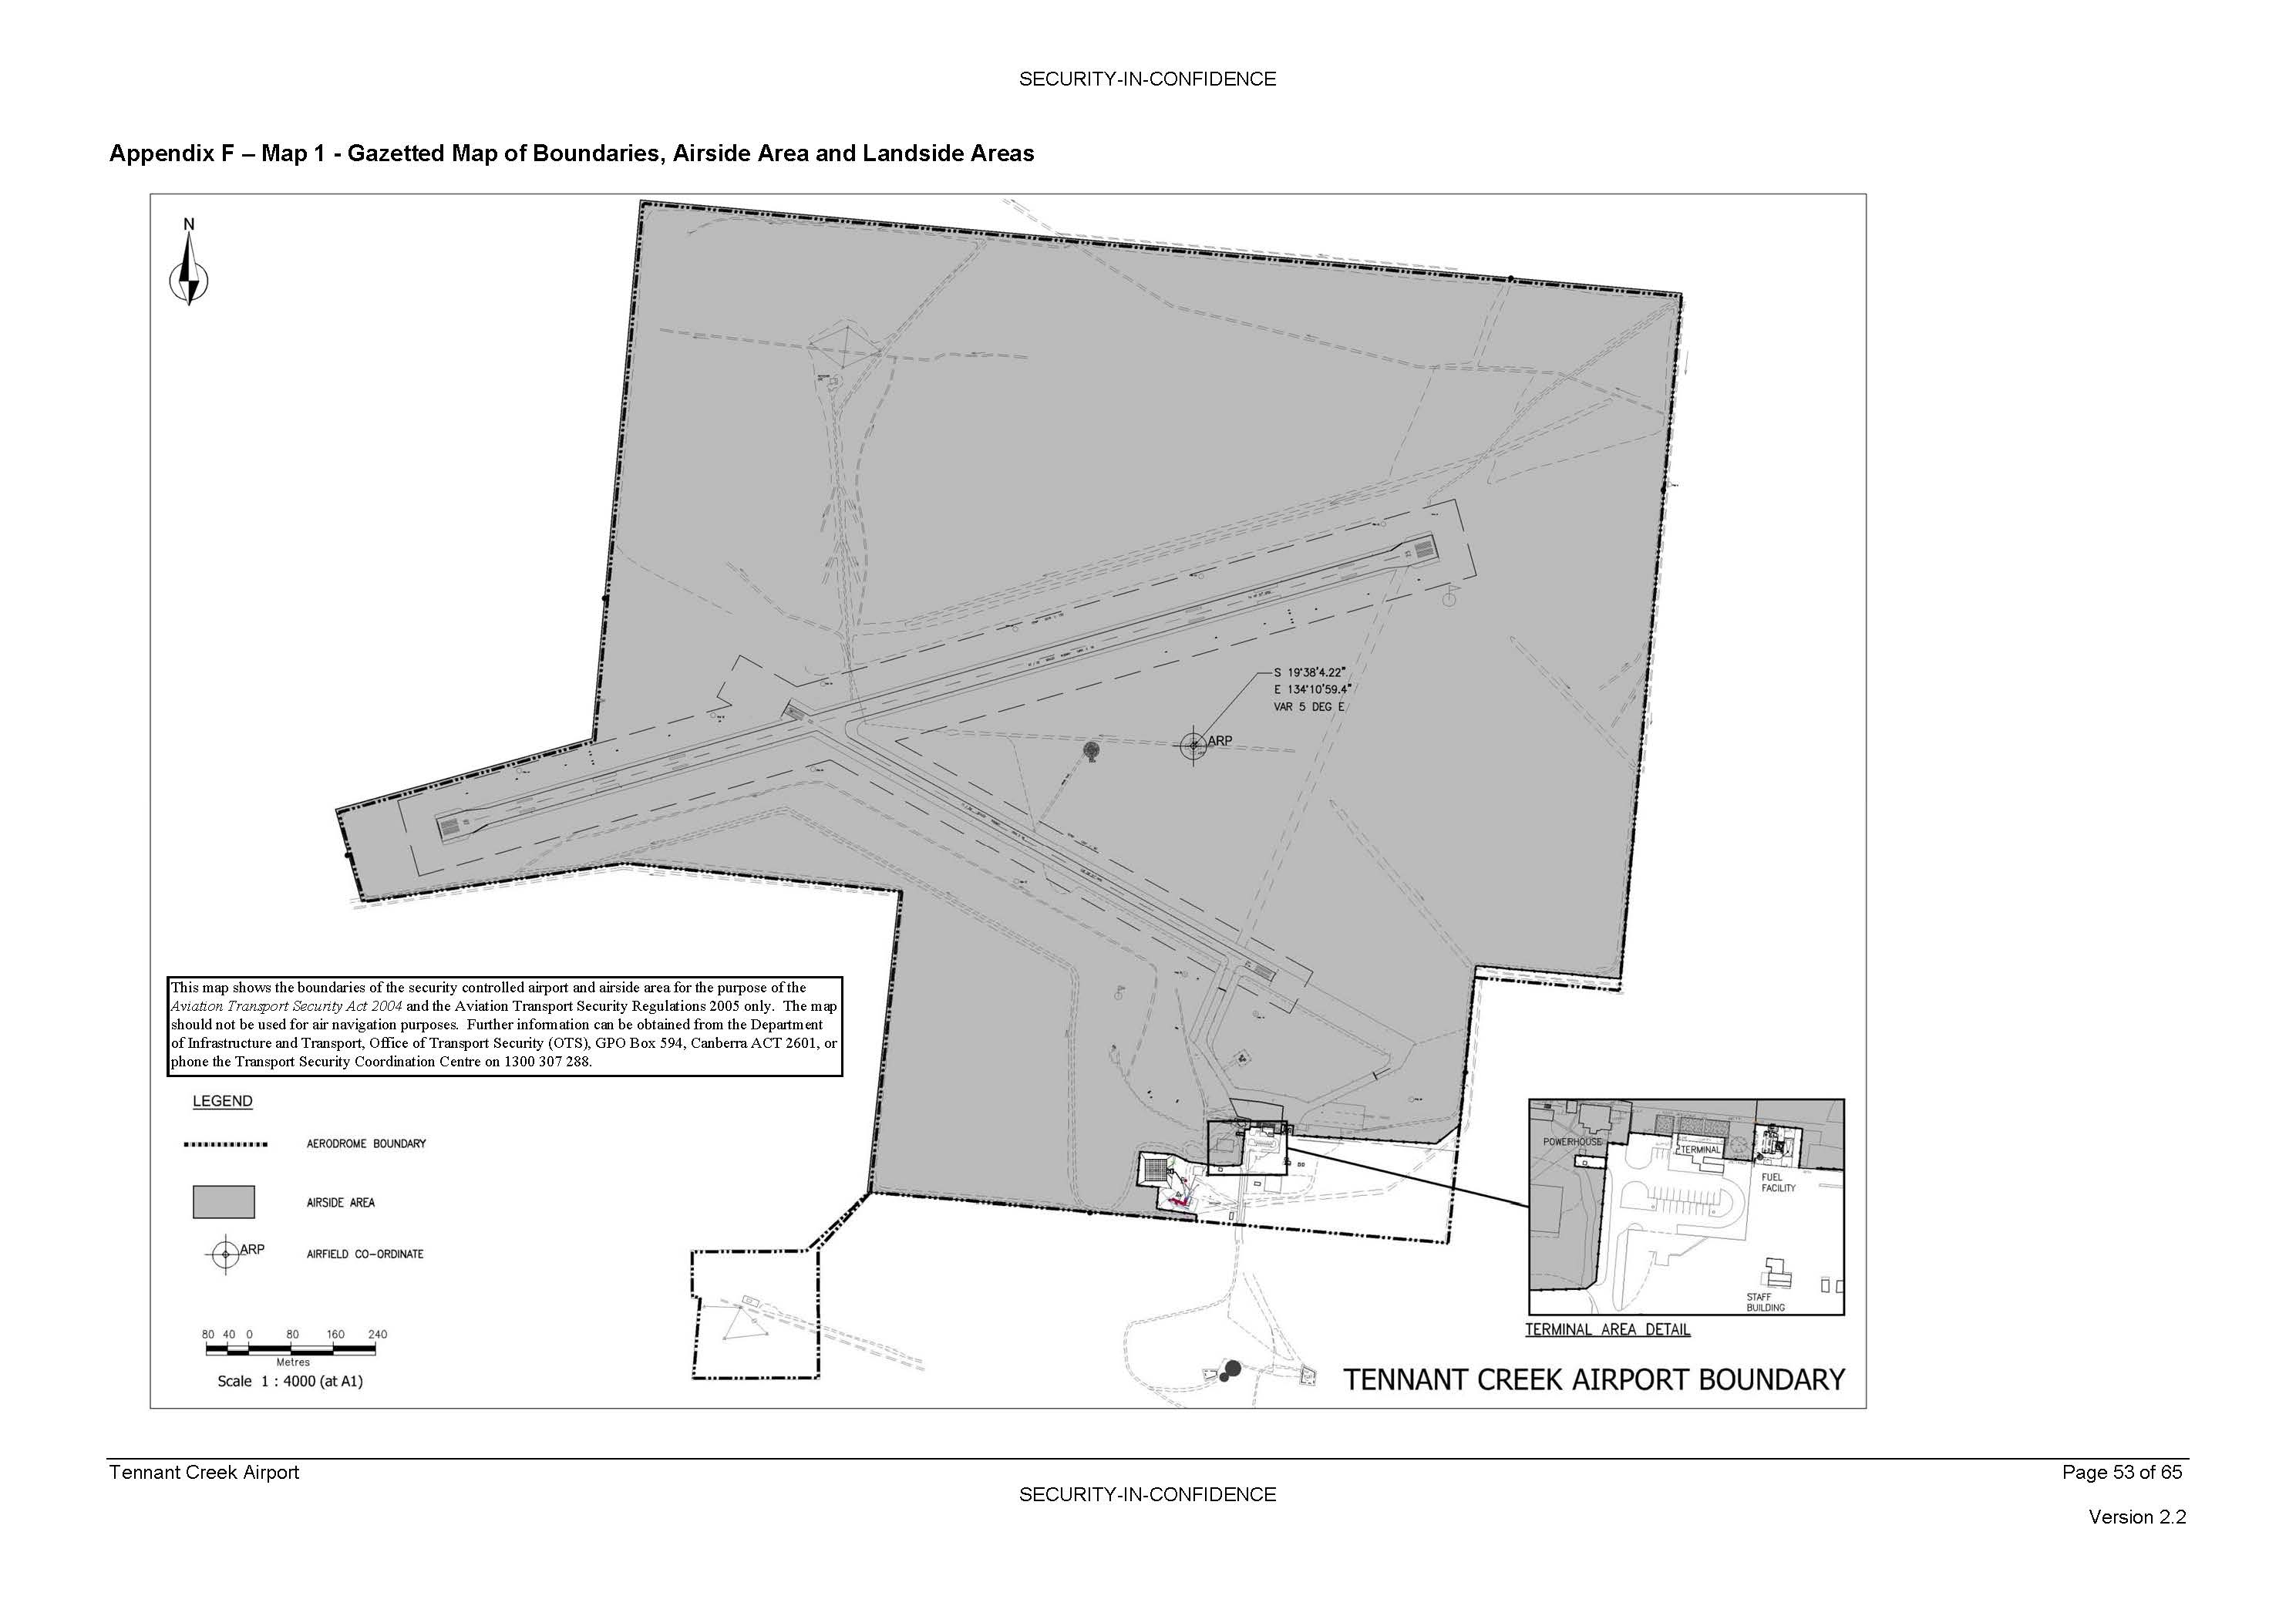 SECURITY-IN-CONFIDENCE
Appendix F – Map 1 - Gazetted Map of Boundaries, Airside Area and Landside Areas
N
S 19°38'4.22"
E 134°10'59.4"
VAR 5 DEG E
ARP
This map shows the boundaries of the security controlled airport and airside area for the purpose of the
Aviation Transport Security Act 2004 and the Aviation Transport Security Regulations 2005 only. The map
should not be used for air navigation purposes. Further information can be obtained from the Department
of Infrastructure and Transport, Office of Transport Security (OTS), GPO Box 594, Canberra ACT 2601, or
phone the Transport Security Coordination Centre on 1300 307 288.
LEGEND
AERODROME BOUNDARY
AIRSIDE AREA
ARP
AIRFIELD CO-ORDINATE
80 40 0 80 160 240
Metres
Scale 1 : 4000 (at A1)
POWERHOUSE
TERMINAL
FUEL
FACILITY
STAFF
BUILDING
TERMINAL AREA DETAIL
TENNANT CREEK AIRPORT BOUNDARY
Tennant Creek Airport
Page 53 of 65
SECURITY-IN-CONFIDENCE
Version 2.2